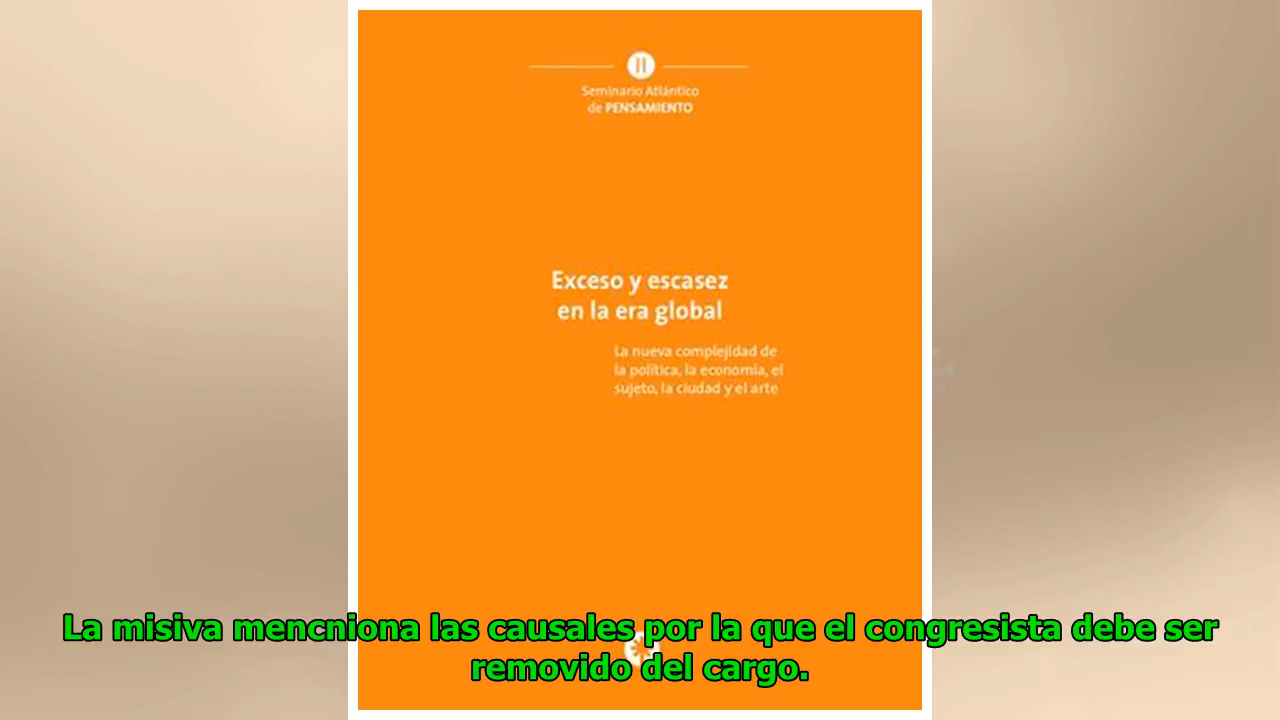 II
Seminario Atlántico
de PENSAMIENTO
Exceso y escasez
en la era global
La nueva complejidad de
la política, la economía, el
sujeto, la ciudad y el arte
La misiva mencniona las causales por la que el congresista debe ser
removido del cargo.